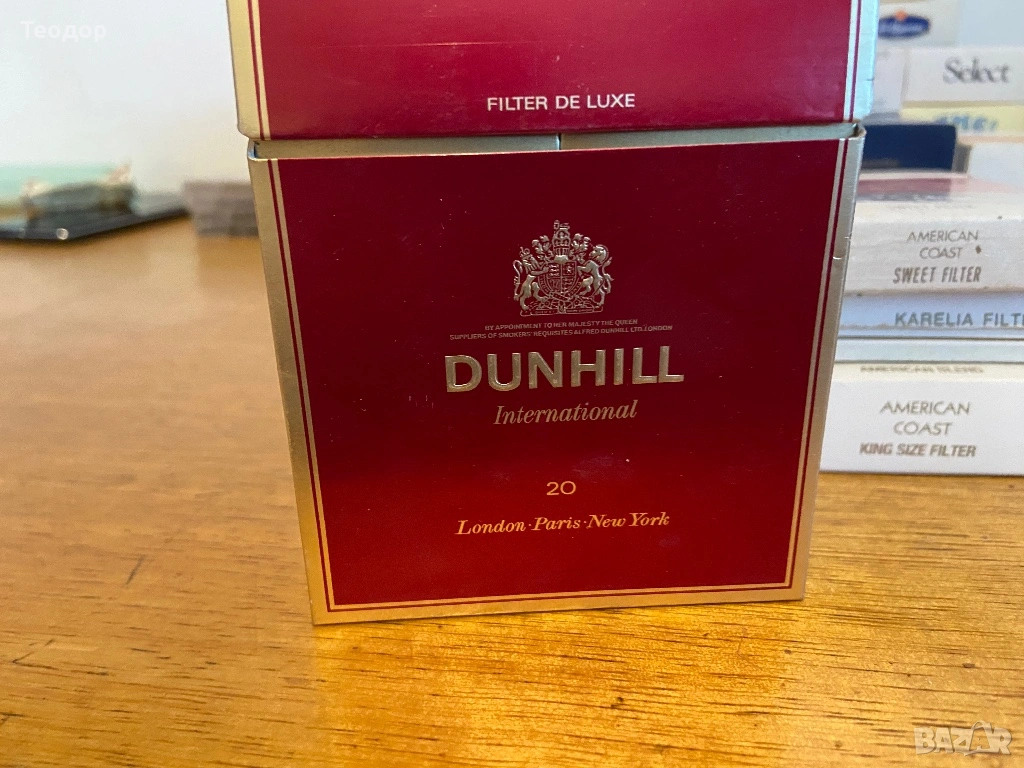 Теодор
FILTER DE LUXE
BY APPOINTMENT TO HER MAJESTY THE QUEEN
SUPPLIERS OF SMOKERS' REQUISITES ALFRED DUNHILL LTD. LONDON
DUNHILL
International
20
London·Paris·New York
Select
AMERICAN
COAST
SWEET FILTER
KARELIA FILT
AMERICAN BLEND
AMERICAN
COAST
KING SIZE FILTER
BAZAR